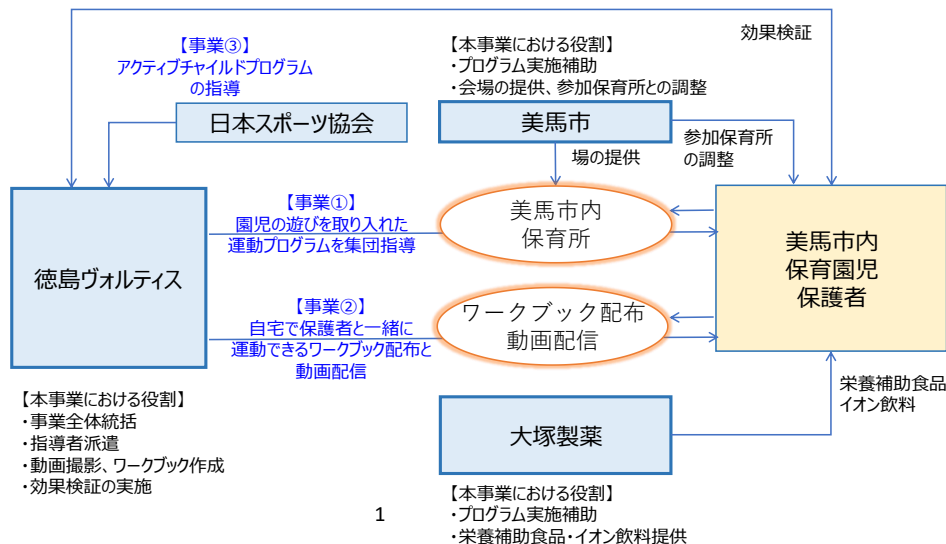 効果検証
【事業③】
アクティブチャイルドプログラム
の指導
【本事業における役割】
・プログラム実施補助
・会場の提供、参加保育所との調整
日本スポーツ協会
美馬市
場の提供
参加保育所
の調整
【事業①】
園児の遊びを取り入れた
運動プログラムを集団指導
美馬市内
保育所
徳島ヴォルティス
美馬市内
保育園児
保護者
【事業②】
自宅で保護者と一緒に
運動できるワークブック配布と
動画配信
ワークブック配布
動画配信
栄養補助食品
イオン飲料
【本事業における役割】
・事業全体統括
・指導者派遣
・動画撮影、ワークブック作成
・効果検証の実施
大塚製薬
【本事業における役割】
・プログラム実施補助
・栄養補助食品・イオン飲料提供
1